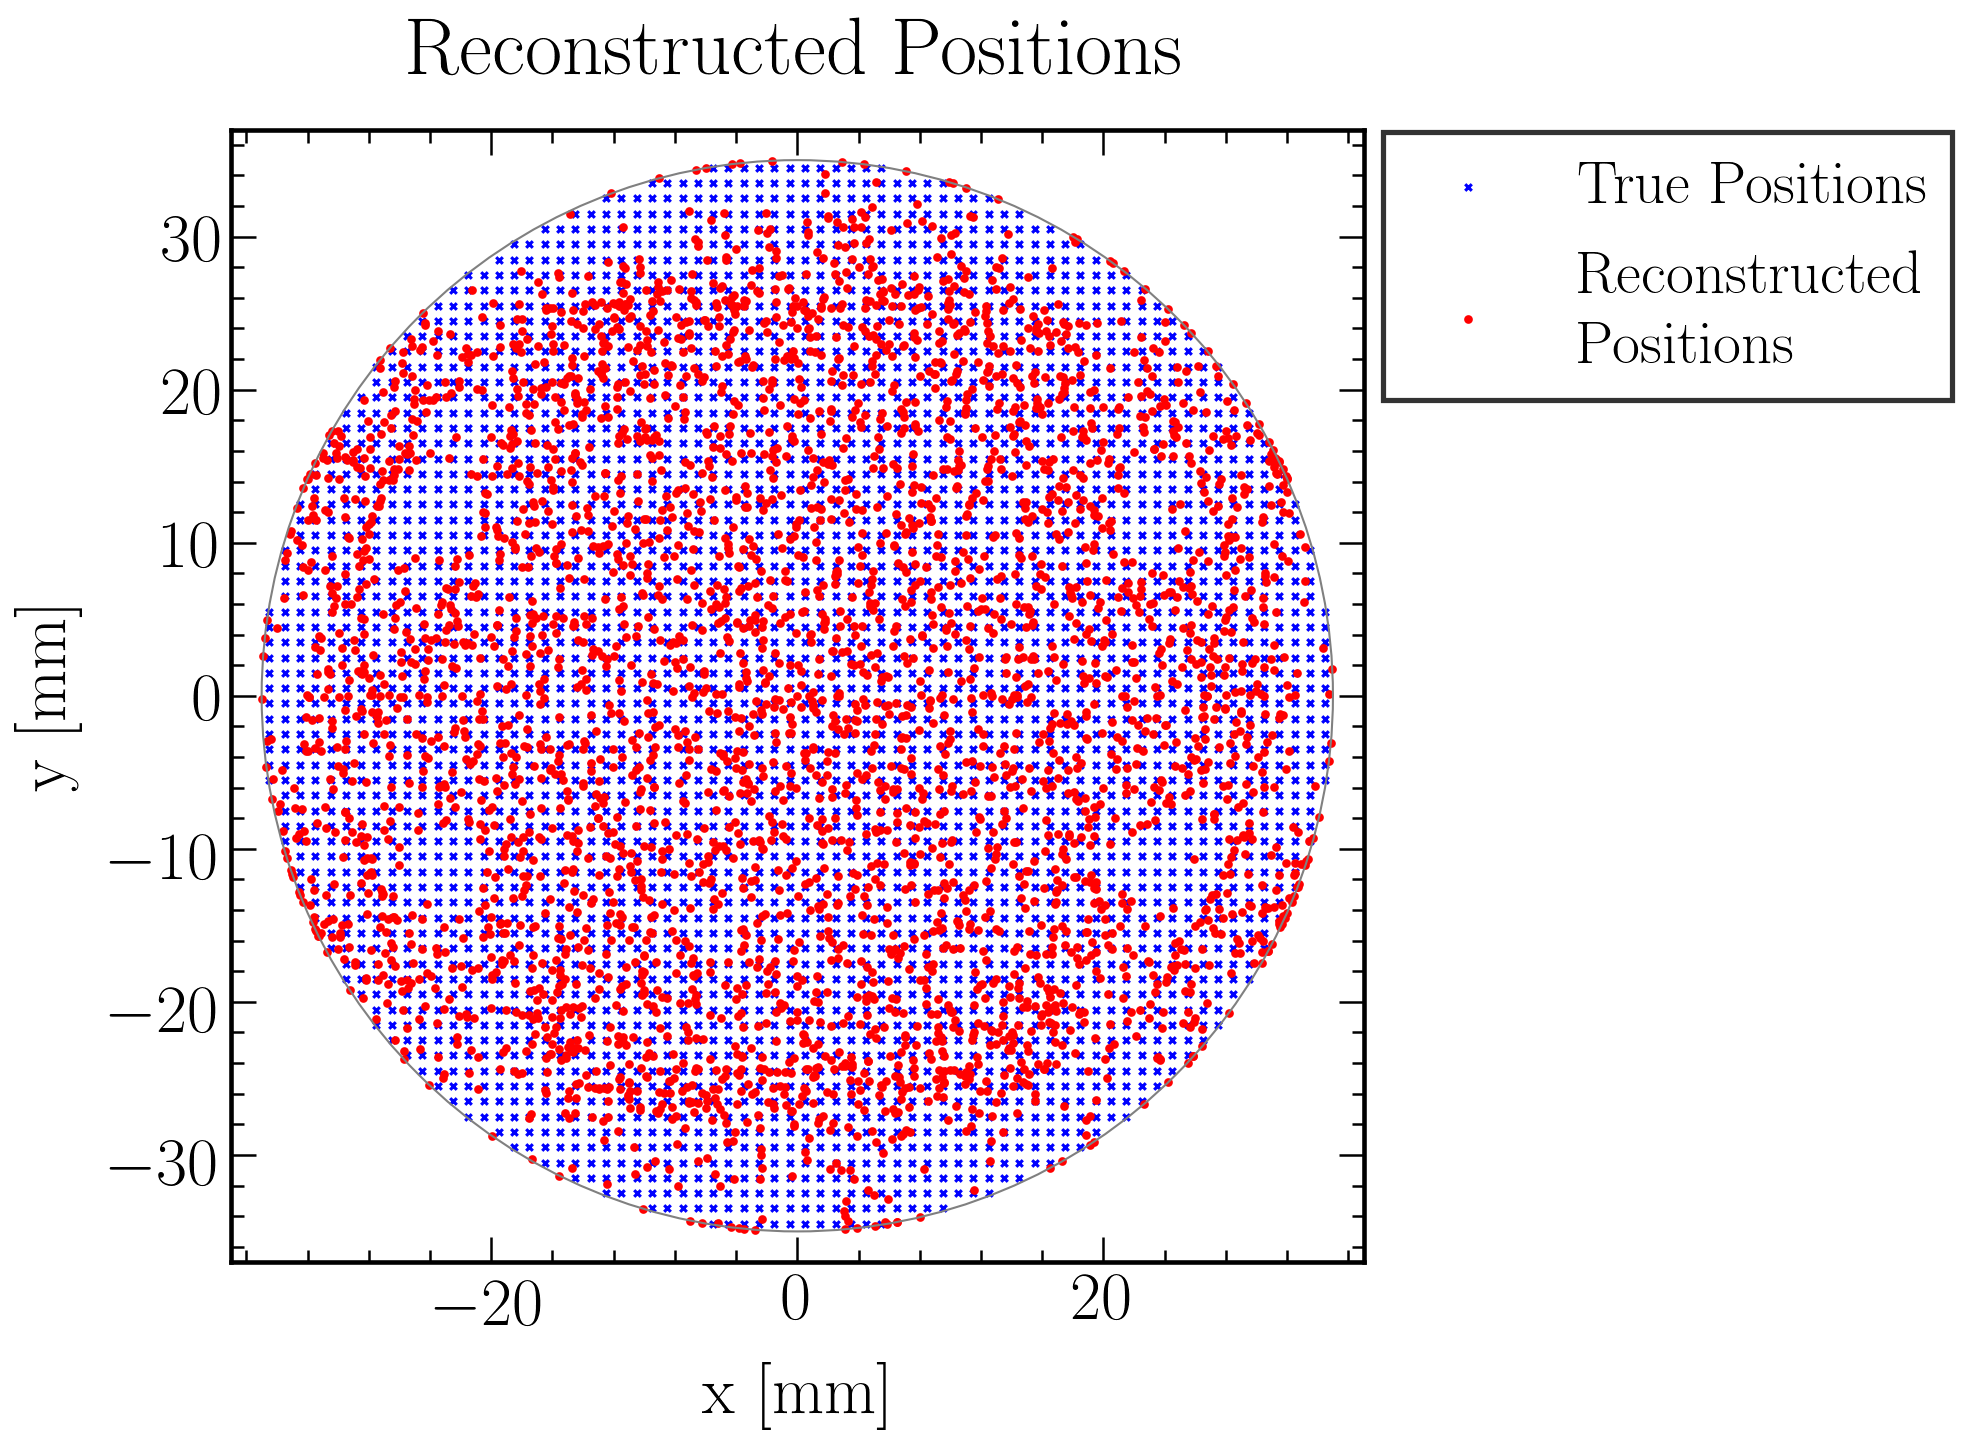 Reconstructed Positions
True Positions
Reconstructed
Positions
30
20
10
0
−10
−20
−30
y [mm]
−20 0 20
x [mm]